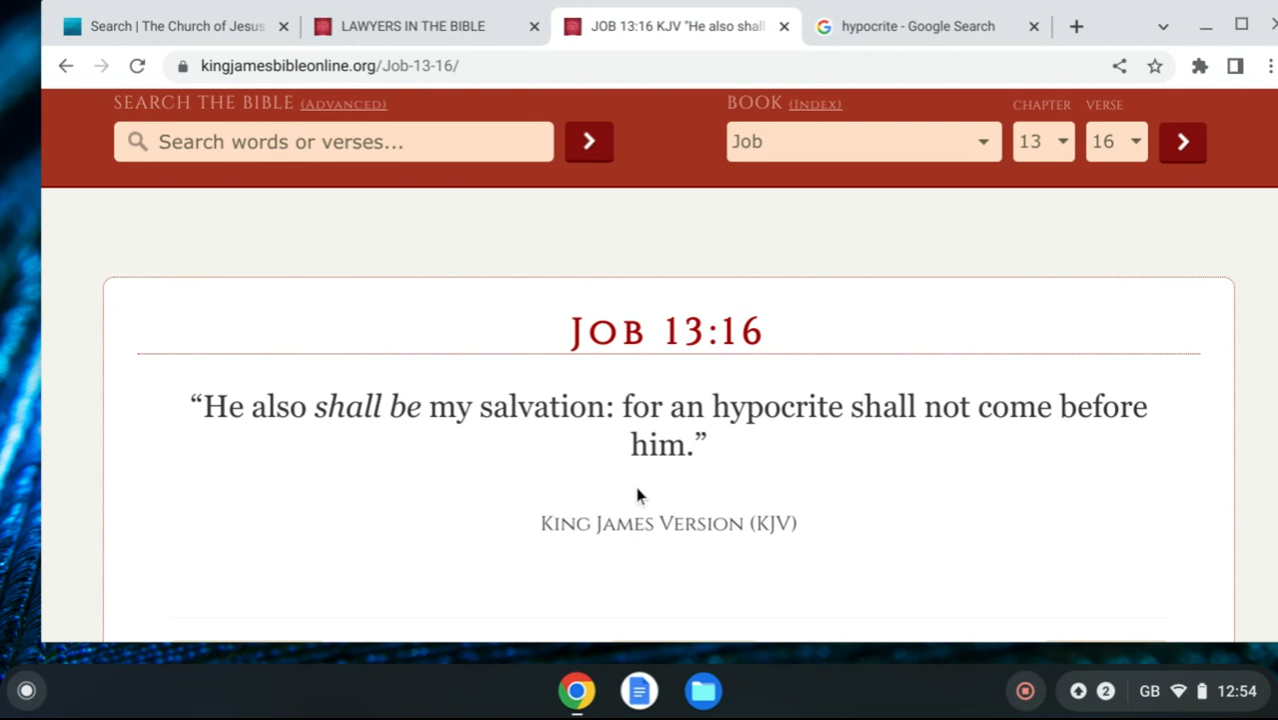 Search | The Church of Jesus
LAWYERS IN THE BIBLE
JOB 13:16 KJV "He also shall
hypocrite - Google Search
kingjamesbibleonline.org/Job-13-16/
SEARCH THE BIBLE (ADVANCED)
BOOK (INDEX)
CHAPTER
VERSE
Search words or verses...
Job
13
16
JOB 13:16
“He also shall be my salvation: for an hypocrite shall not come before
him.”
KING JAMES VERSION (KJV)
2
GB
12:54